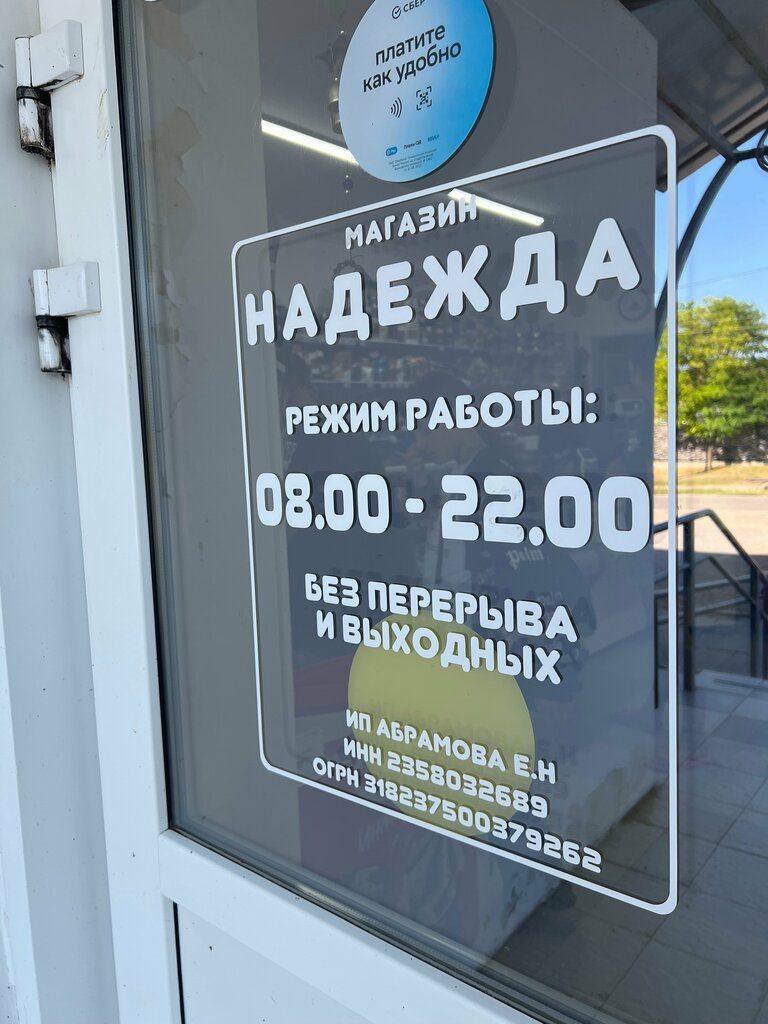 СБЕР
платите
как удобно
МАГАЗИН
НАДЕЖДА
РЕЖИМ РАБОТЫ:
08.00 - 22.00
БЕЗ ПЕРЕРЫВА
И ВЫХОДНЫХ
ИП АБРАМОВА Е.Н
ИНН 2358032689
ОГРН 318237500379262